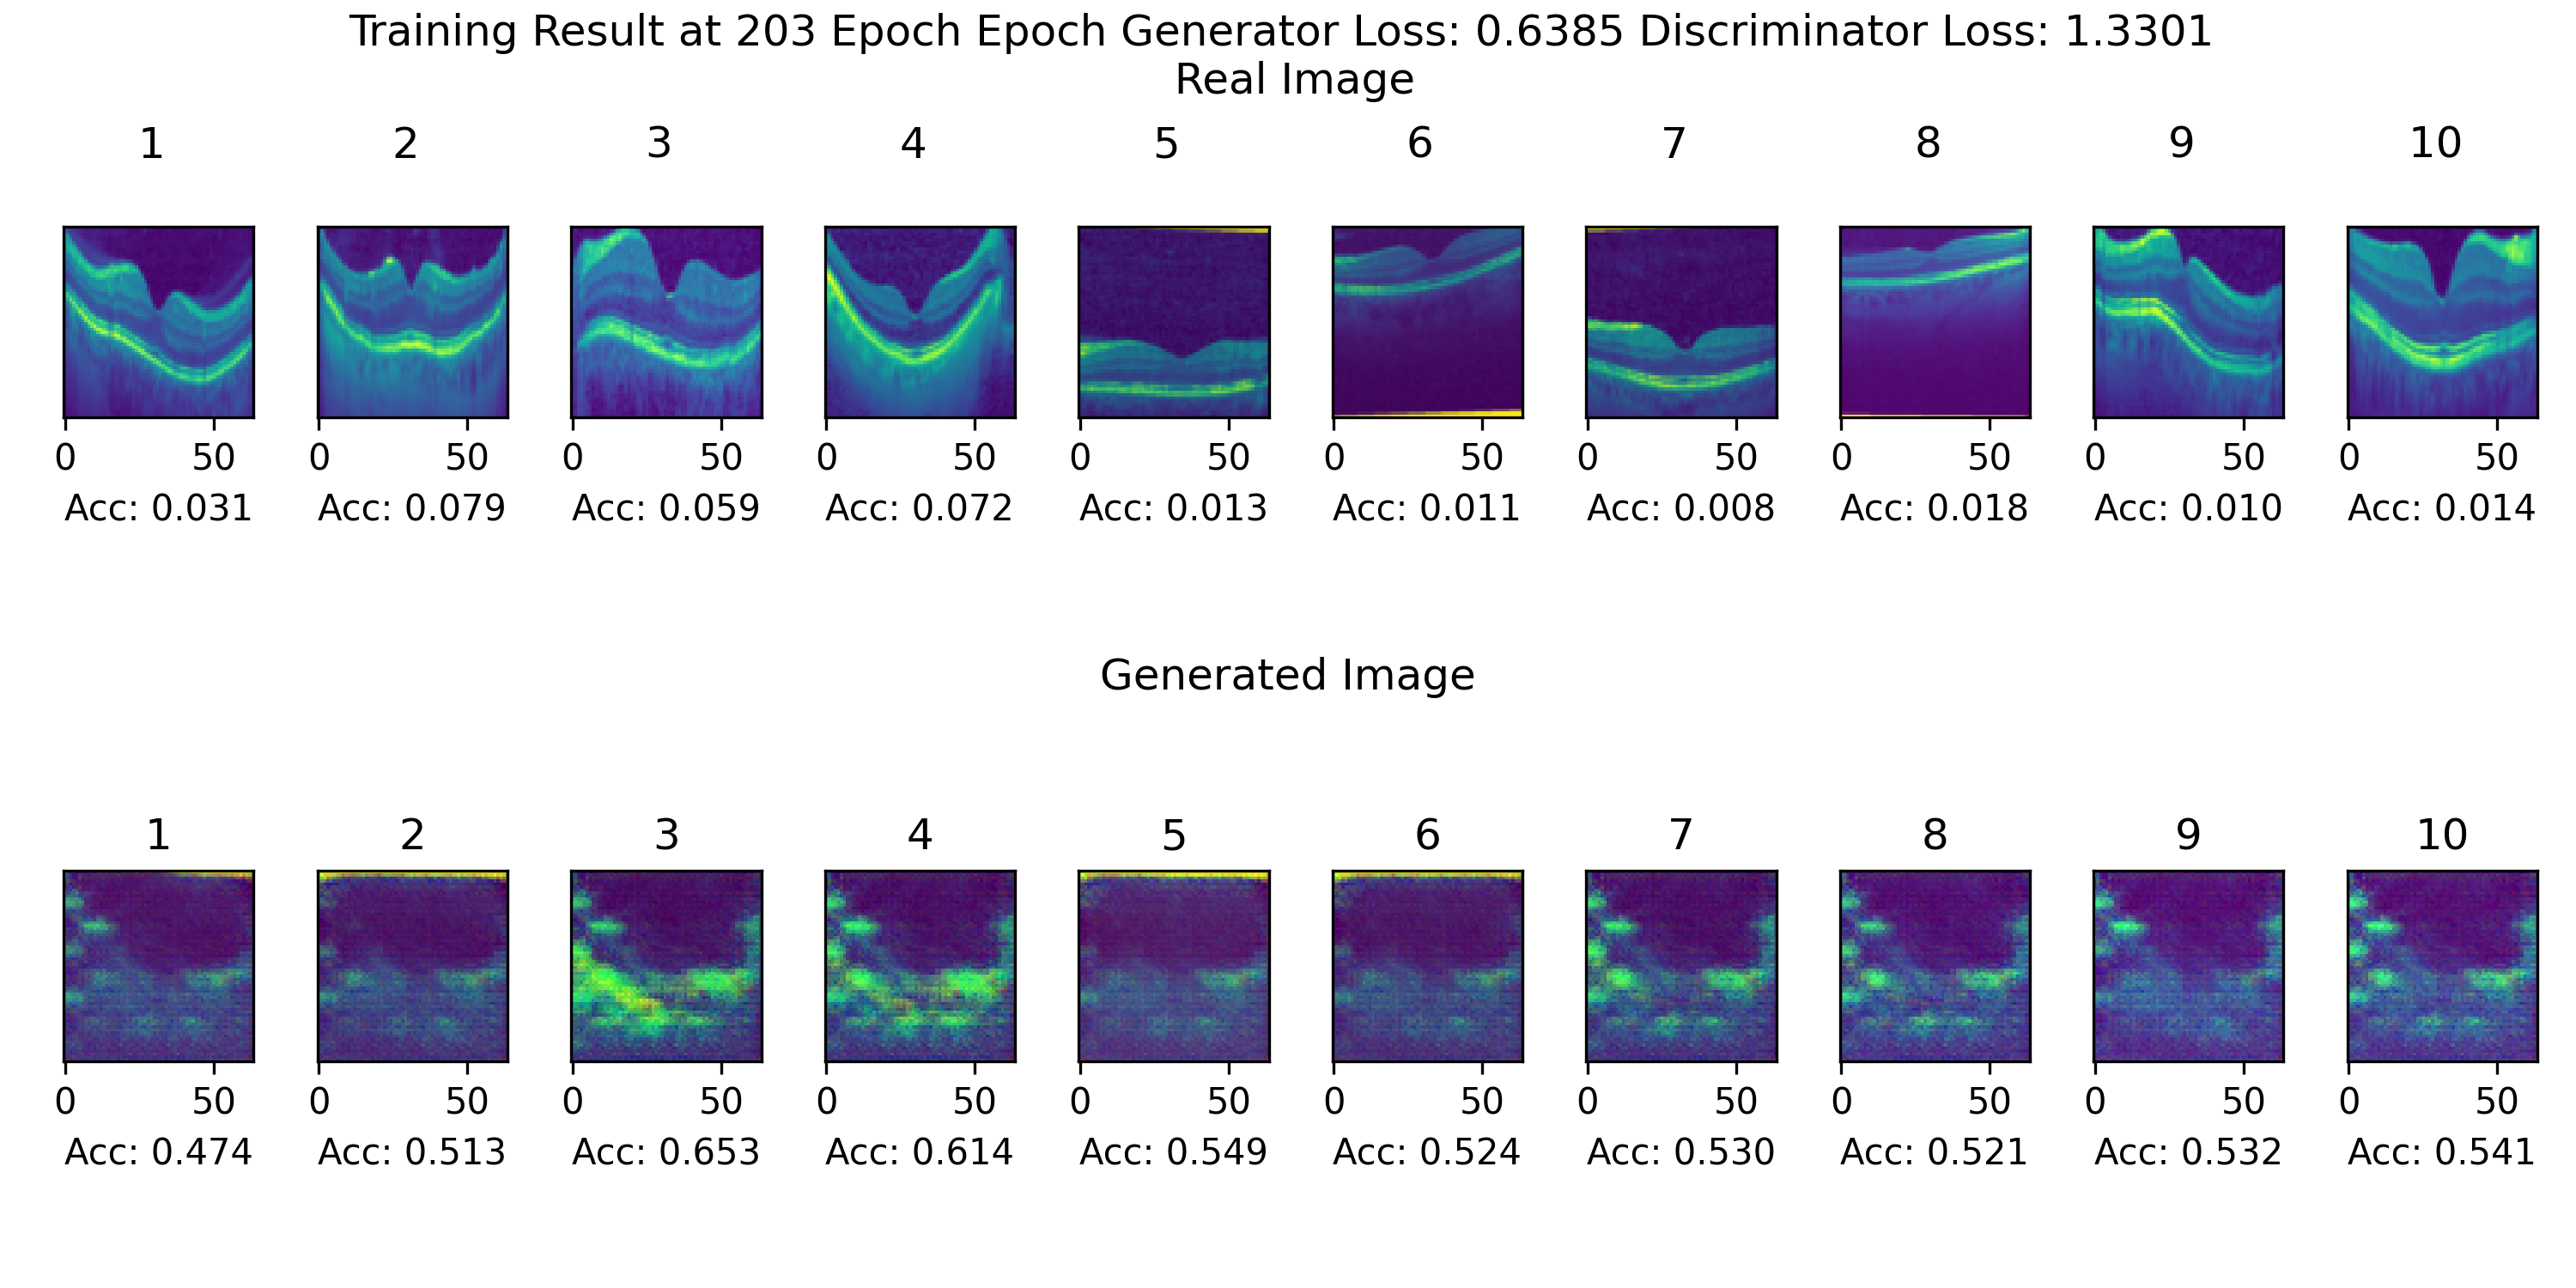 Training Result at 203 Epoch Epoch Generator Loss: 0.6385 Discriminator Loss: 1.3301
Real Image
1 2 3 4 5 6 7 8 9 10
0 50 0 50 0 50 0 50 0 50 0 50 0 50 0 50 0 50 0 50
Acc: 0.031 Acc: 0.079 Acc: 0.059 Acc: 0.072 Acc: 0.013 Acc: 0.011 Acc: 0.008 Acc: 0.018 Acc: 0.010 Acc: 0.014
Generated Image
1 2 3 4 5 6 7 8 9 10
0 50 0 50 0 50 0 50 0 50 0 50 0 50 0 50 0 50 0 50
Acc: 0.474 Acc: 0.513 Acc: 0.653 Acc: 0.614 Acc: 0.549 Acc: 0.524 Acc: 0.530 Acc: 0.521 Acc: 0.532 Acc: 0.541